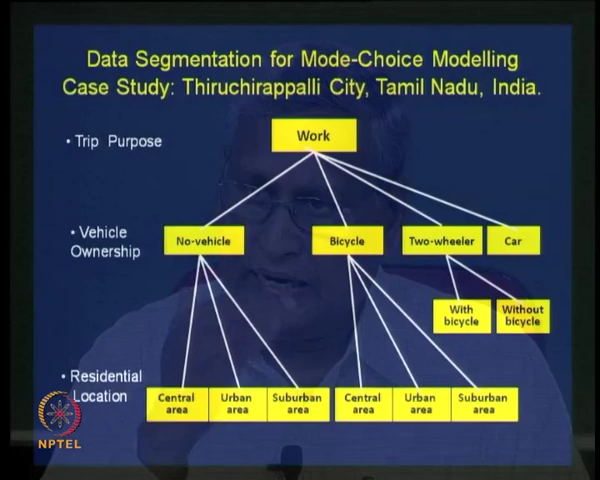 Data Segmentation for Mode-Choice Modelling
Case Study: Thiruchirappalli City, Tamil Nadu, India.
• Trip Purpose
Work
• Vehicle
Ownership
No-vehicle
Bicycle
Two-wheeler
Car
With
bicycle
Without
bicycle
• Residential
Location
Central
area
Urban
area
Suburban
area
Central
area
Urban
area
Suburban
area
NPTEL